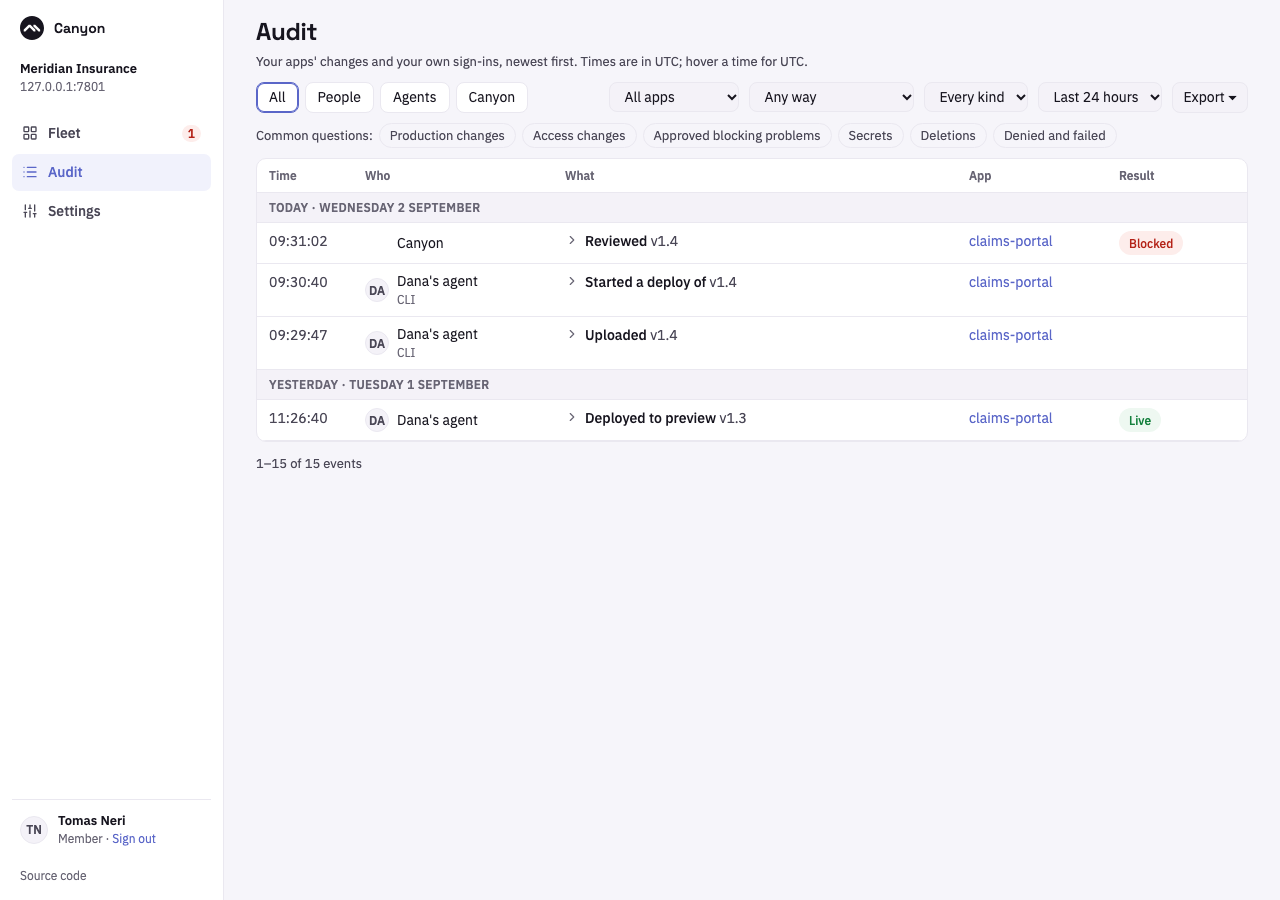 Canyon
Meridian Insurance
127.0.0.1:7801
Fleet 1
Audit
Settings
TN Tomas Neri
Member · Sign out
Source code
Audit
Your apps' changes and your own sign-ins, newest first. Times are in UTC; hover a time for UTC.
All People Agents Canyon All apps Any way Every kind Last 24 hours Export
Common questions: Production changes Access changes Approved blocking problems Secrets Deletions Denied and failed
Time Who What App Result
TODAY · WEDNESDAY 2 SEPTEMBER
09:31:02 Canyon Reviewed v1.4 claims-portal Blocked
09:30:40 DA Dana's agent Started a deploy of v1.4 claims-portal
CLI
09:29:47 DA Dana's agent Uploaded v1.4 claims-portal
CLI
YESTERDAY · TUESDAY 1 SEPTEMBER
11:26:40 DA Dana's agent Deployed to preview v1.3 claims-portal Live
1–15 of 15 events